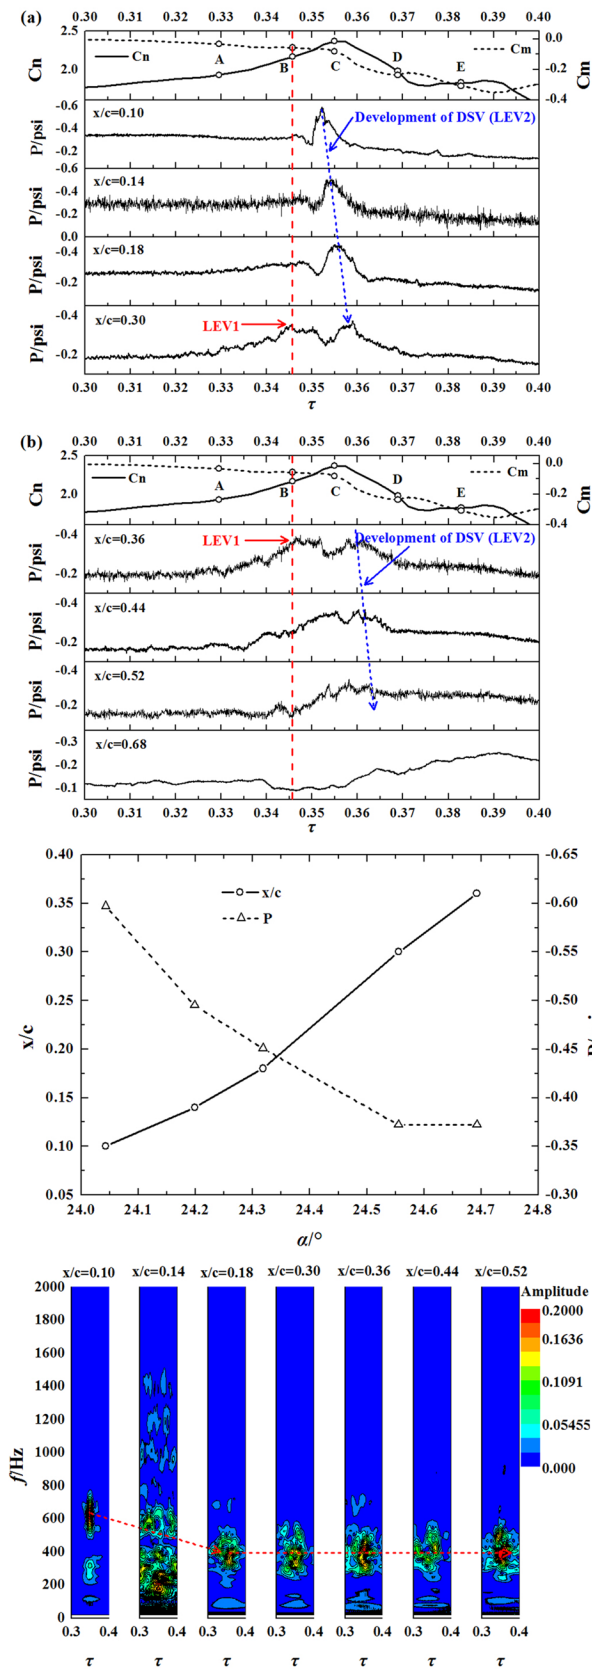 (a)
0.30 0.31 0.32 0.33 0.34 0.35 0.36 0.37 0.38 0.39 0.40
2.5 Cn Cm 0.0
Cn 2.0 A B C D E -0.2 Cm
-0.4
x/c=0.10 -0.6
P/psi -0.4 Development of DSV (LEV2)
-0.2
x/c=0.14 -0.6
P/psi -0.4
-0.2
0.0
x/c=0.18 -0.4
P/psi -0.2
x/c=0.30 -0.4 LEV1
P/psi -0.2
0.30 0.31 0.32 0.33 0.34 0.35 0.36 0.37 0.38 0.39 0.40
τ
(b)
0.30 0.31 0.32 0.33 0.34 0.35 0.36 0.37 0.38 0.39 0.40
2.5 Cn Cm 0.0
Cn 2.0 A B C D E -0.2 Cm
-0.4
x/c=0.36 -0.4 LEV1 Development of DSV (LEV2)
P/psi -0.2
x/c=0.44 -0.4
P/psi -0.2
x/c=0.52 -0.4
P/psi -0.2
x/c=0.68 -0.3
P/psi -0.2
-0.1
0.30 0.31 0.32 0.33 0.34 0.35 0.36 0.37 0.38 0.39 0.40
τ
0.40 -0.65
x/c
0.35 -0.60
P
0.30 -0.55
0.25 -0.50
x/c
0.20 -0.45
0.15 -0.40
0.10 -0.35
0.05 -0.30
24.0 24.1 24.2 24.3 24.4 24.5 24.6 24.7 24.8
α/°
x/c=0.10 x/c=0.14 x/c=0.18 x/c=0.30 x/c=0.36 x/c=0.44 x/c=0.52
2000 Amplitude
1800 0.2000
1600 0.1636
1400 0.1091
1200 0.05455
1000 0.000
f/Hz
800
600
400
200
0
0.3 0.4 0.3 0.4 0.3 0.4 0.3 0.4 0.3 0.4 0.3 0.4 0.3 0.4
τ τ τ τ τ τ τ